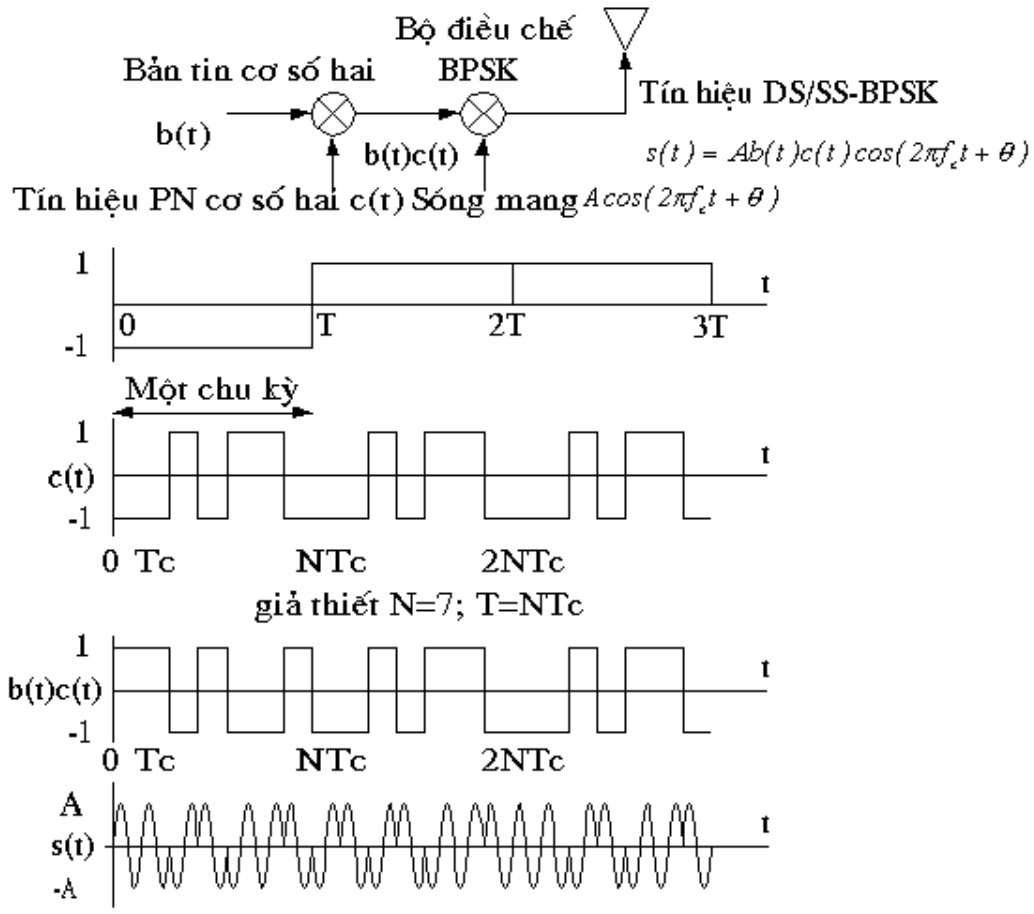 Bộ điều chế
Bản tin cơ số hai BPSK
Tín hiệu DS/SS-BPSK
b(t) b(t)c(t) s(t) = Ab(t)c(t)cos(2πf_c t + θ)
Tín hiệu PN cơ số hai c(t) Sóng mang Acos(2πf_c t + θ)
1 t
0 T 2T 3T
-1
Một chu kỳ
1 t
c(t)
-1
0 Tc NTc 2NTc
giả thiết N=7; T=NTc
1 t
b(t)c(t)
-1
0 Tc NTc 2NTc
A t
s(t)
-A